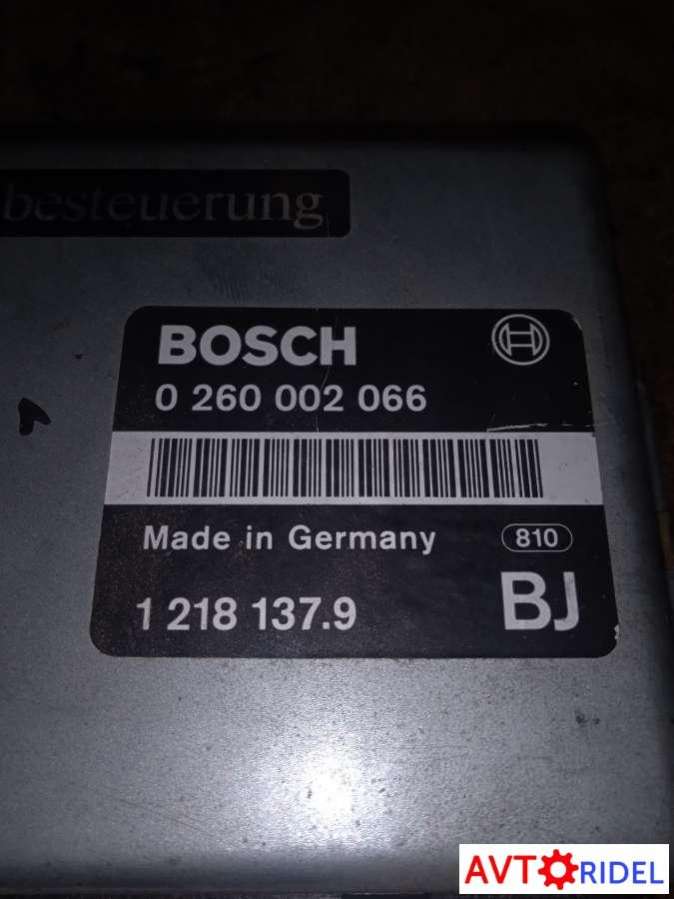 besteuerung
BOSCH
0 260 002 066
Made in Germany 810
1 218 137.9 BJ
AVTORIDEL